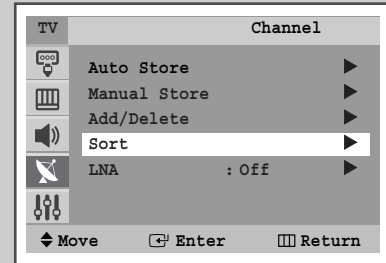 TV Channel
Auto Store
Manual Store
Add/Delete
Sort
LNA : Off
Move Enter Return